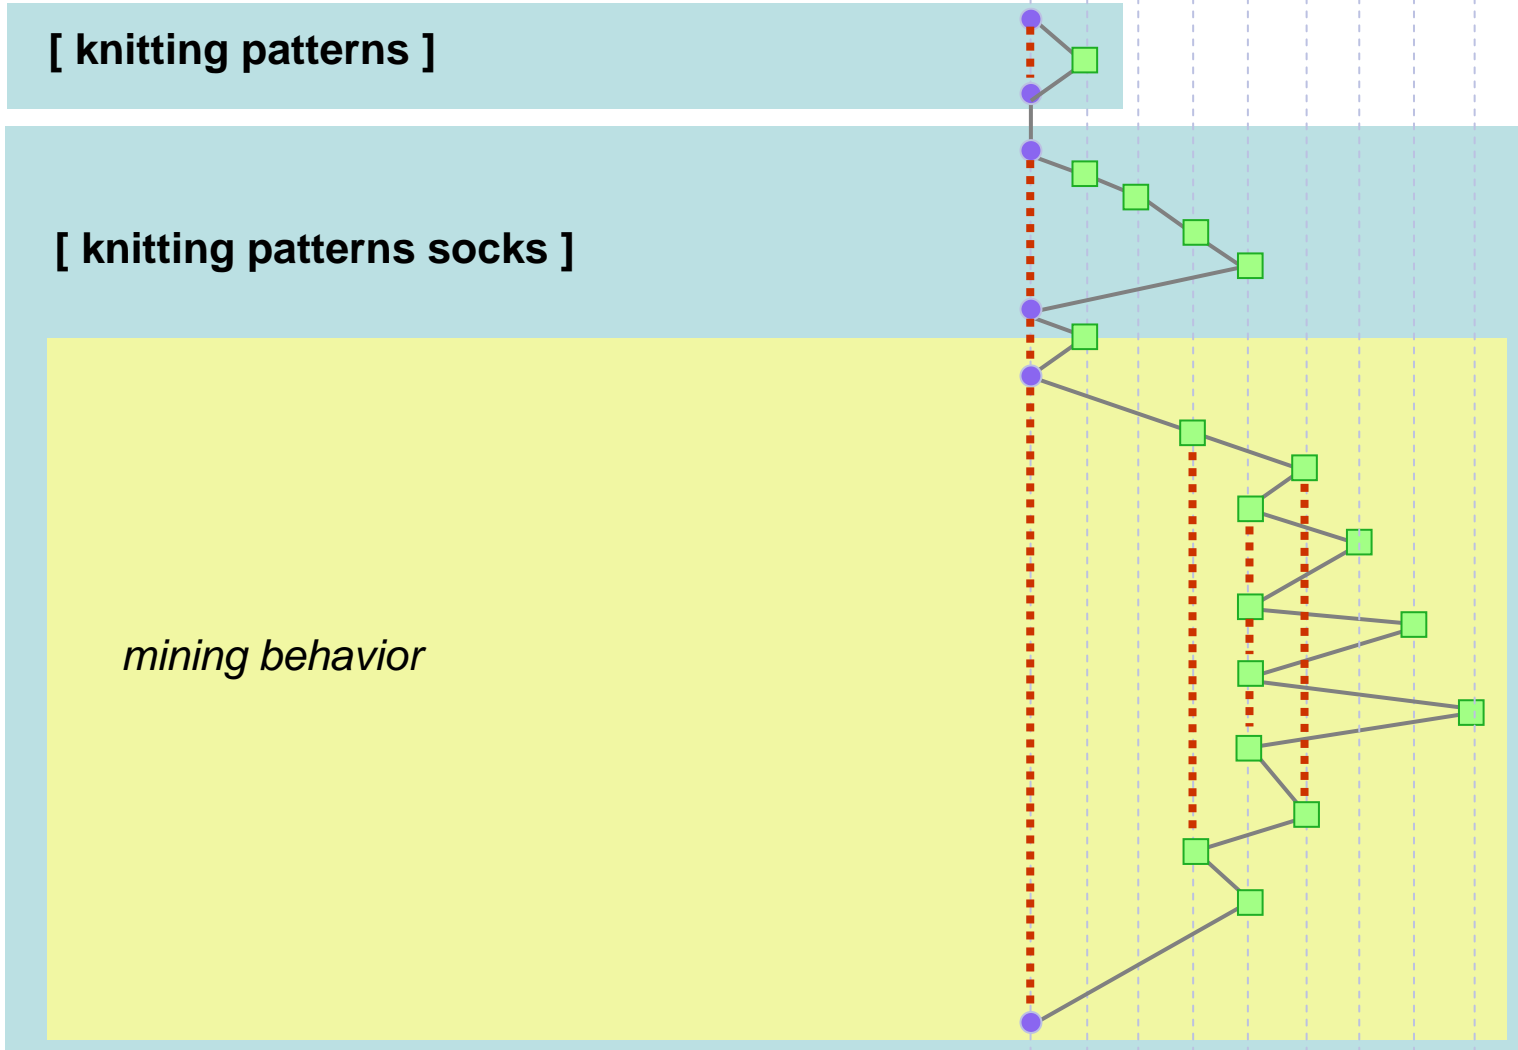 [ knitting patterns ]
[ knitting patterns socks ]
mining behavior